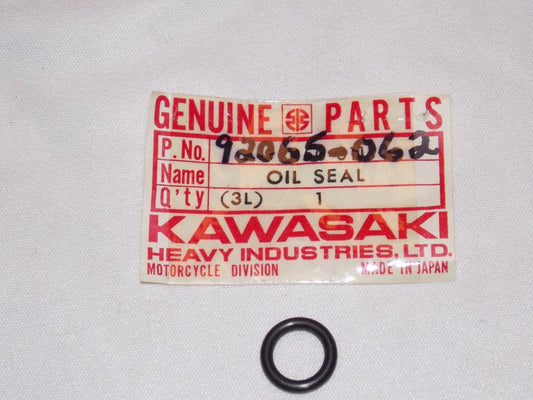 GENUINE PARTS
P. No. 92065-062
Name OIL SEAL
Q'ty (3L) 1
KAWASAKI
HEAVY INDUSTRIES, LTD.
MOTORCYCLE DIVISION MADE IN JAPAN